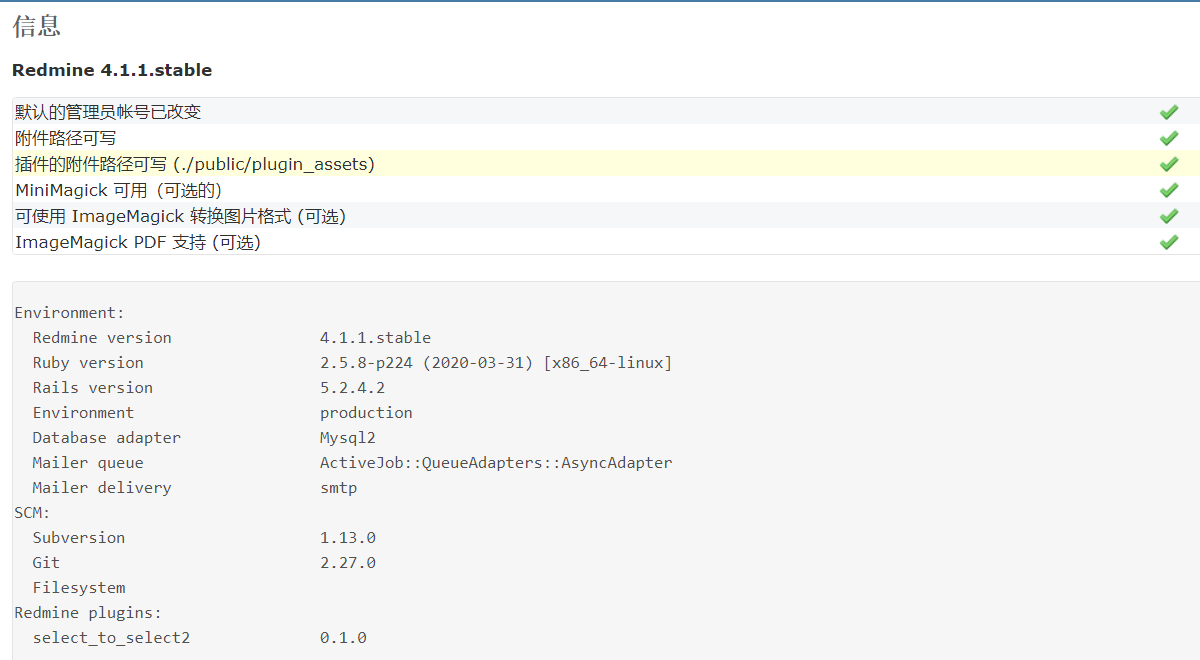 信息
Redmine 4.1.1.stable
默认的管理员帐号已改变
附件路径可写
插件的附件路径可写 (./public/plugin_assets)
MiniMagick 可用（可选的）
可使用 ImageMagick 转换图片格式 (可选)
ImageMagick PDF 支持 (可选)
Environment:
Redmine version 4.1.1.stable
Ruby version 2.5.8-p224 (2020-03-31) [x86_64-linux]
Rails version 5.2.4.2
Environment production
Database adapter Mysql2
Mailer queue ActiveJob::QueueAdapters::AsyncAdapter
Mailer delivery smtp
SCM:
Subversion 1.13.0
Git 2.27.0
Filesystem
Redmine plugins:
select_to_select2 0.1.0